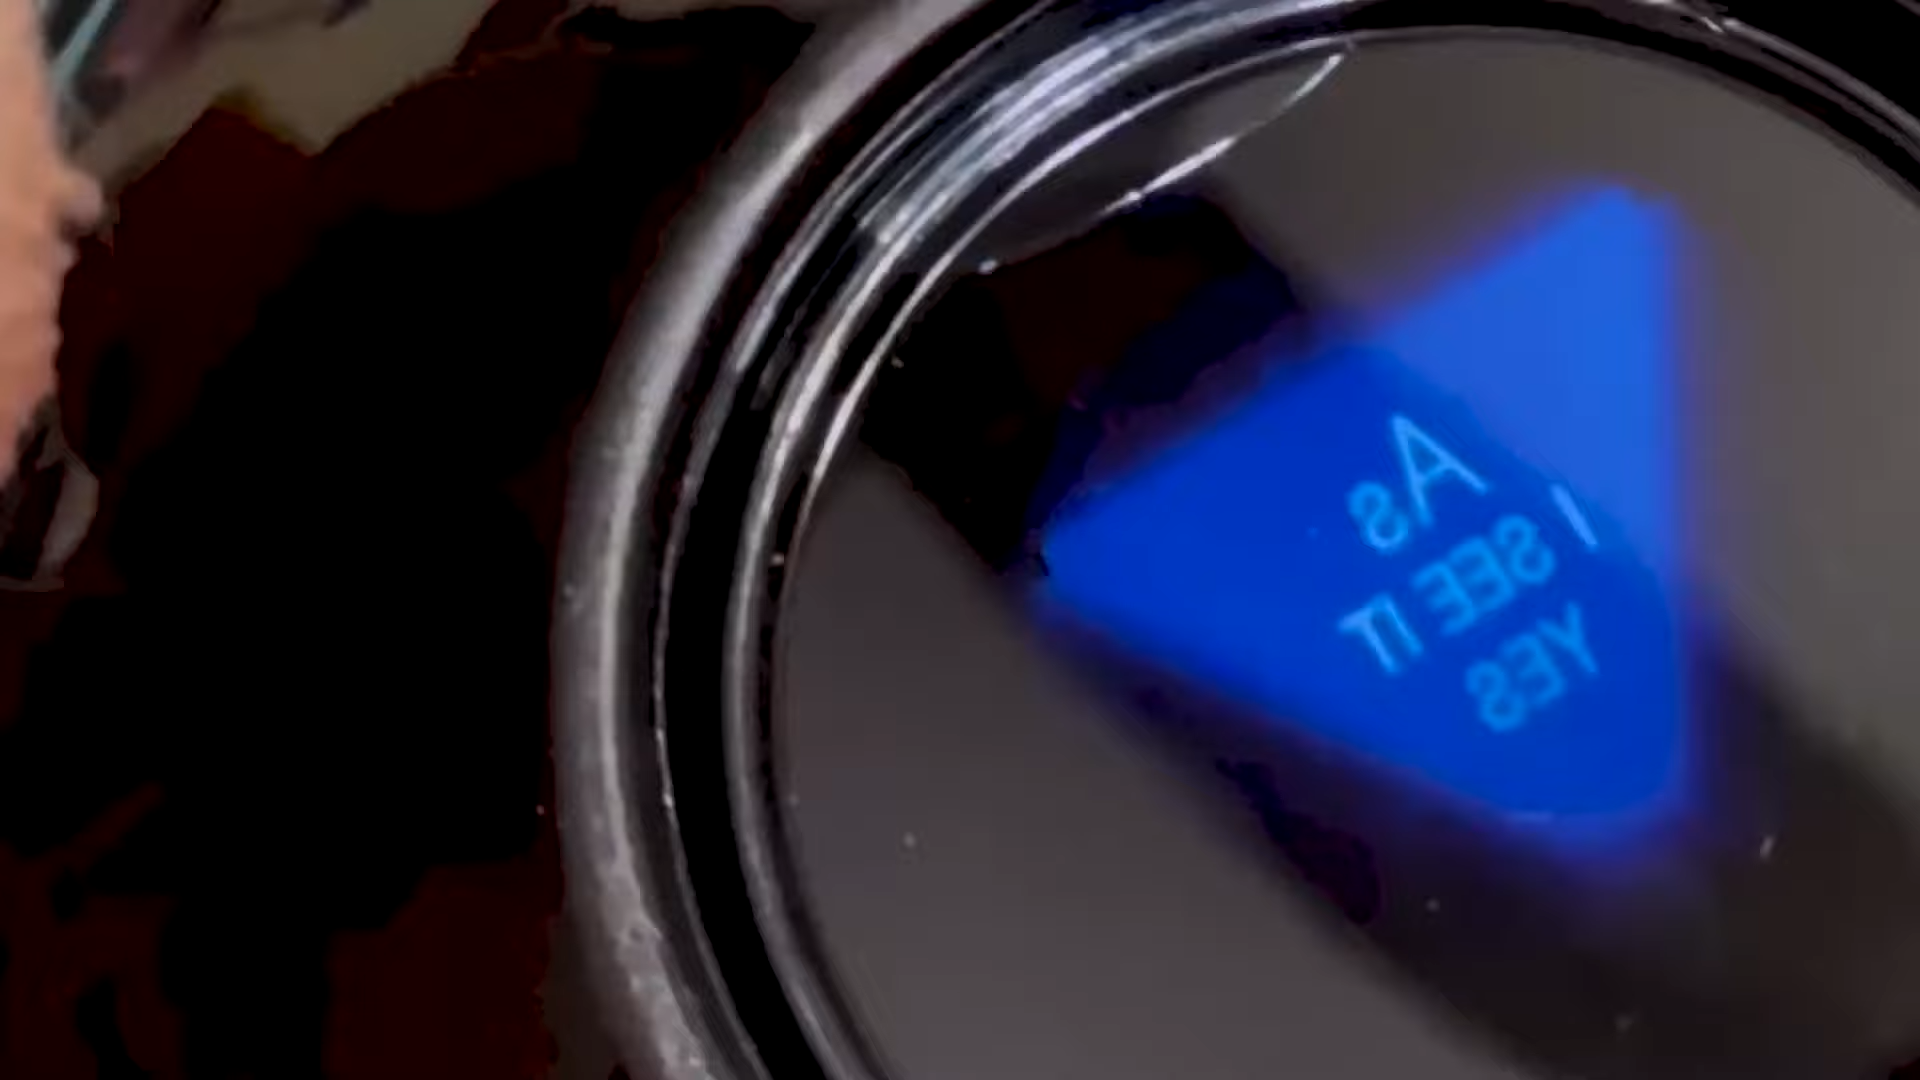 As
I SEE IT
YES